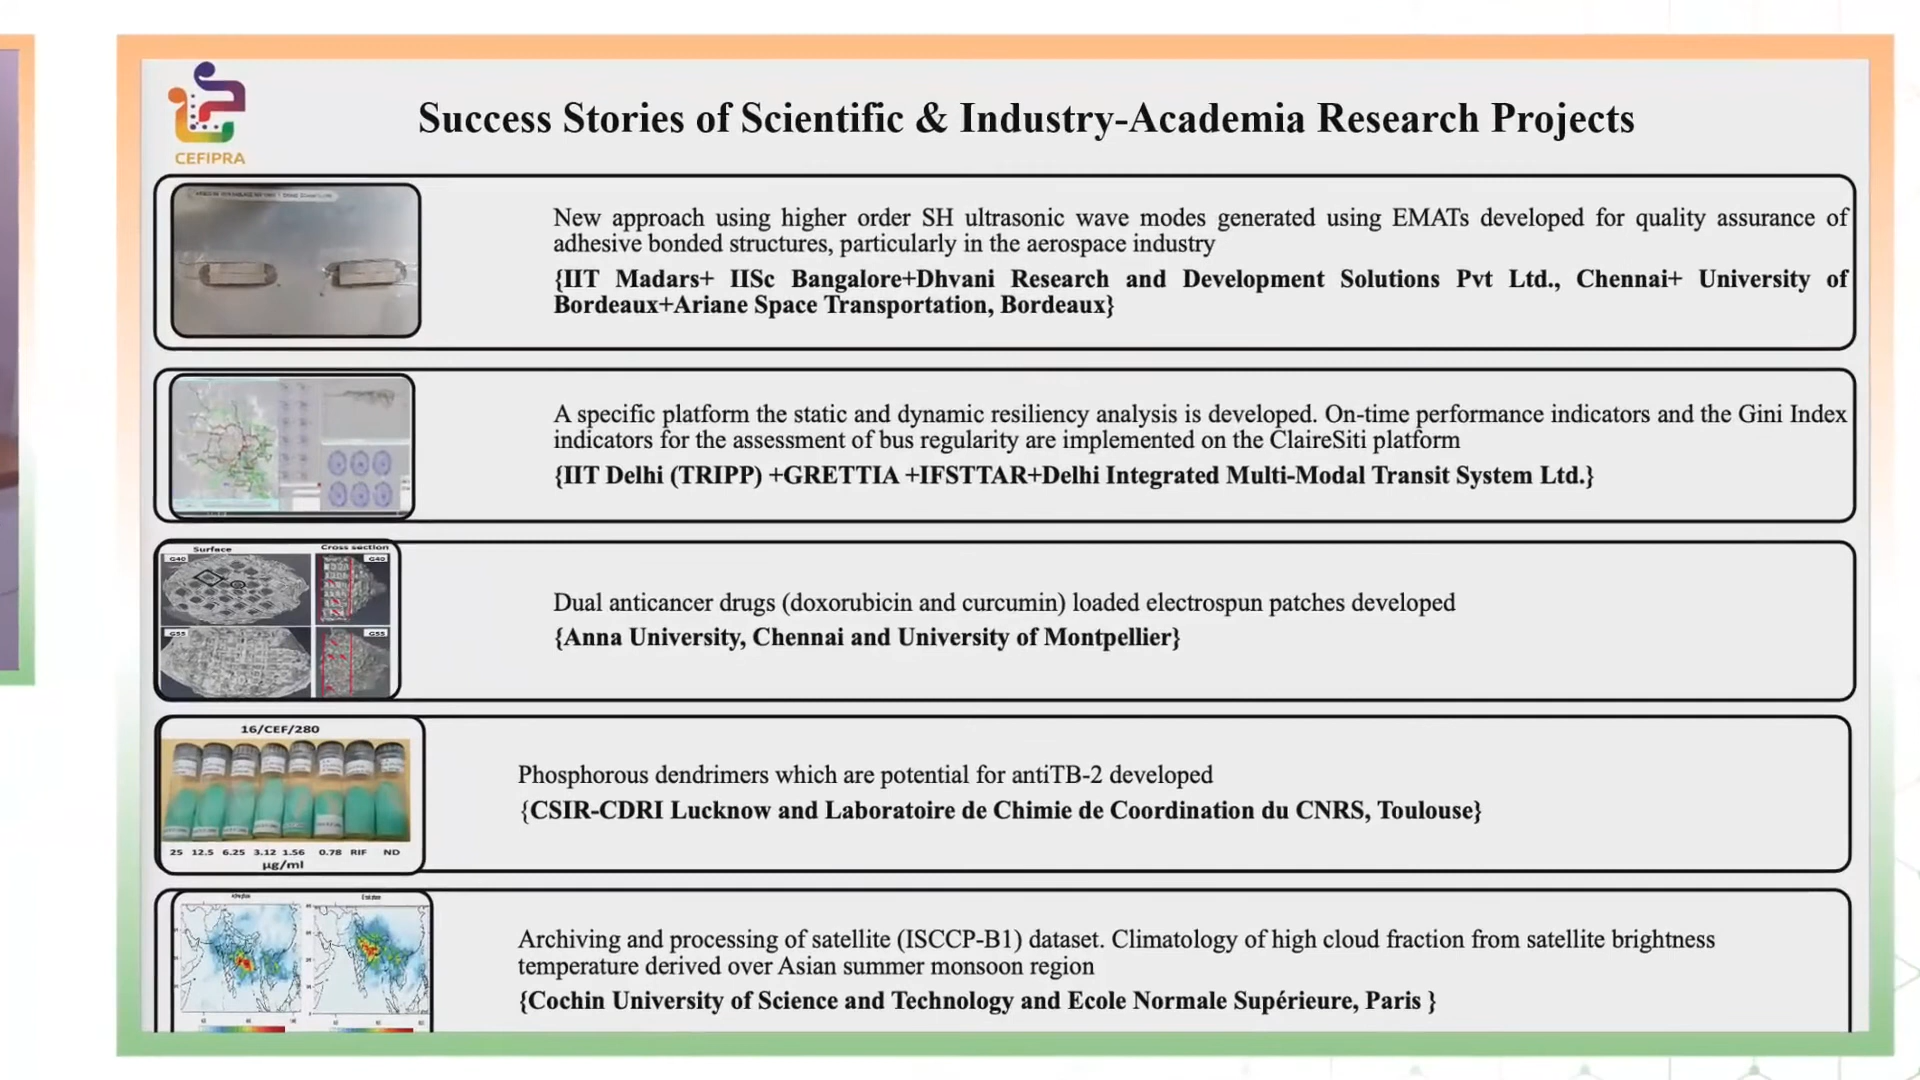 CEFIPRA
Success Stories of Scientific & Industry-Academia Research Projects
New approach using higher order SH ultrasonic wave modes generated using EMATs developed for quality assurance of
adhesive bonded structures, particularly in the aerospace industry
{IIT Madars+ IISc Bangalore+Dhvani Research and Development Solutions Pvt Ltd., Chennai+ University of
Bordeaux+Ariane Space Transportation, Bordeaux}
A specific platform the static and dynamic resiliency analysis is developed. On-time performance indicators and the Gini Index
indicators for the assessment of bus regularity are implemented on the ClaireSiti platform
{IIT Delhi (TRIPP) +GRETTIA +IFSTTAR+Delhi Integrated Multi-Modal Transit System Ltd.}
Surface Cross section
G40 G40
G55 G55
Dual anticancer drugs (doxorubicin and curcumin) loaded electrospun patches developed
{Anna University, Chennai and University of Montpellier}
16/CEF/280
25 12.5 6.25 3.12 1.56 0.78 RIF ND
µg/ml
Phosphorous dendrimers which are potential for antiTB-2 developed
{CSIR-CDRI Lucknow and Laboratoire de Chimie de Coordination du CNRS, Toulouse}
Archiving and processing of satellite (ISCCP-B1) dataset. Climatology of high cloud fraction from satellite brightness
temperature derived over Asian summer monsoon region
{Cochin University of Science and Technology and Ecole Normale Supérieure, Paris }